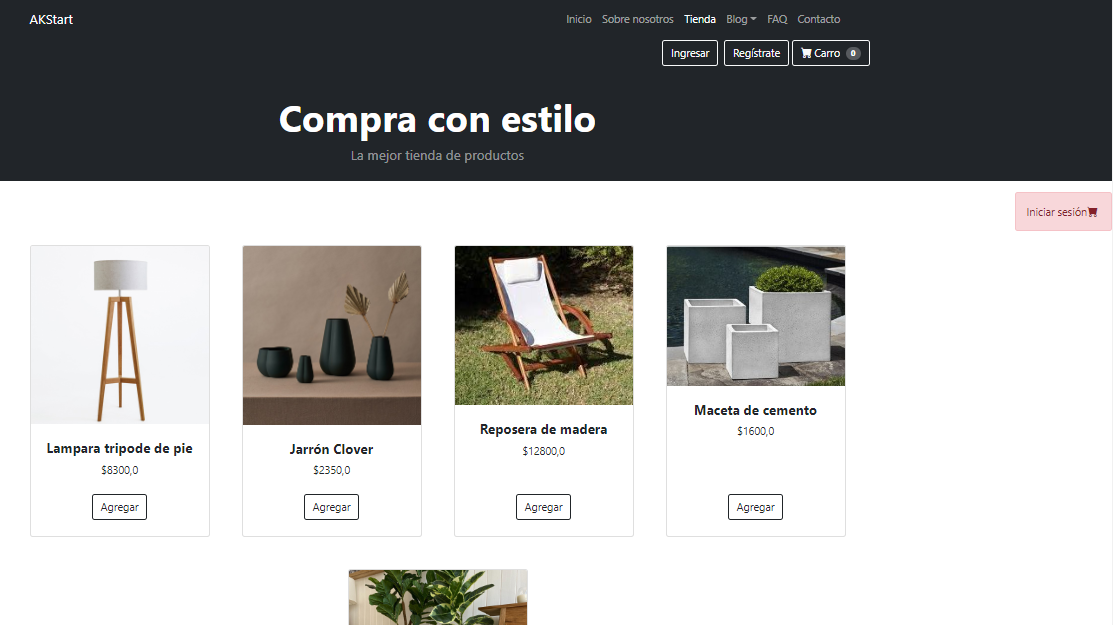 AKStart
Inicio Sobre nosotros Tienda Blog FAQ Contacto
Ingresar Regístrate Carro 0
Compra con estilo
La mejor tienda de productos
Iniciar sesión
Lampara tripode de pie
$8300,0
Agregar
Jarrón Clover
$2350,0
Agregar
Reposera de madera
$12800,0
Agregar
Maceta de cemento
$1600,0
Agregar